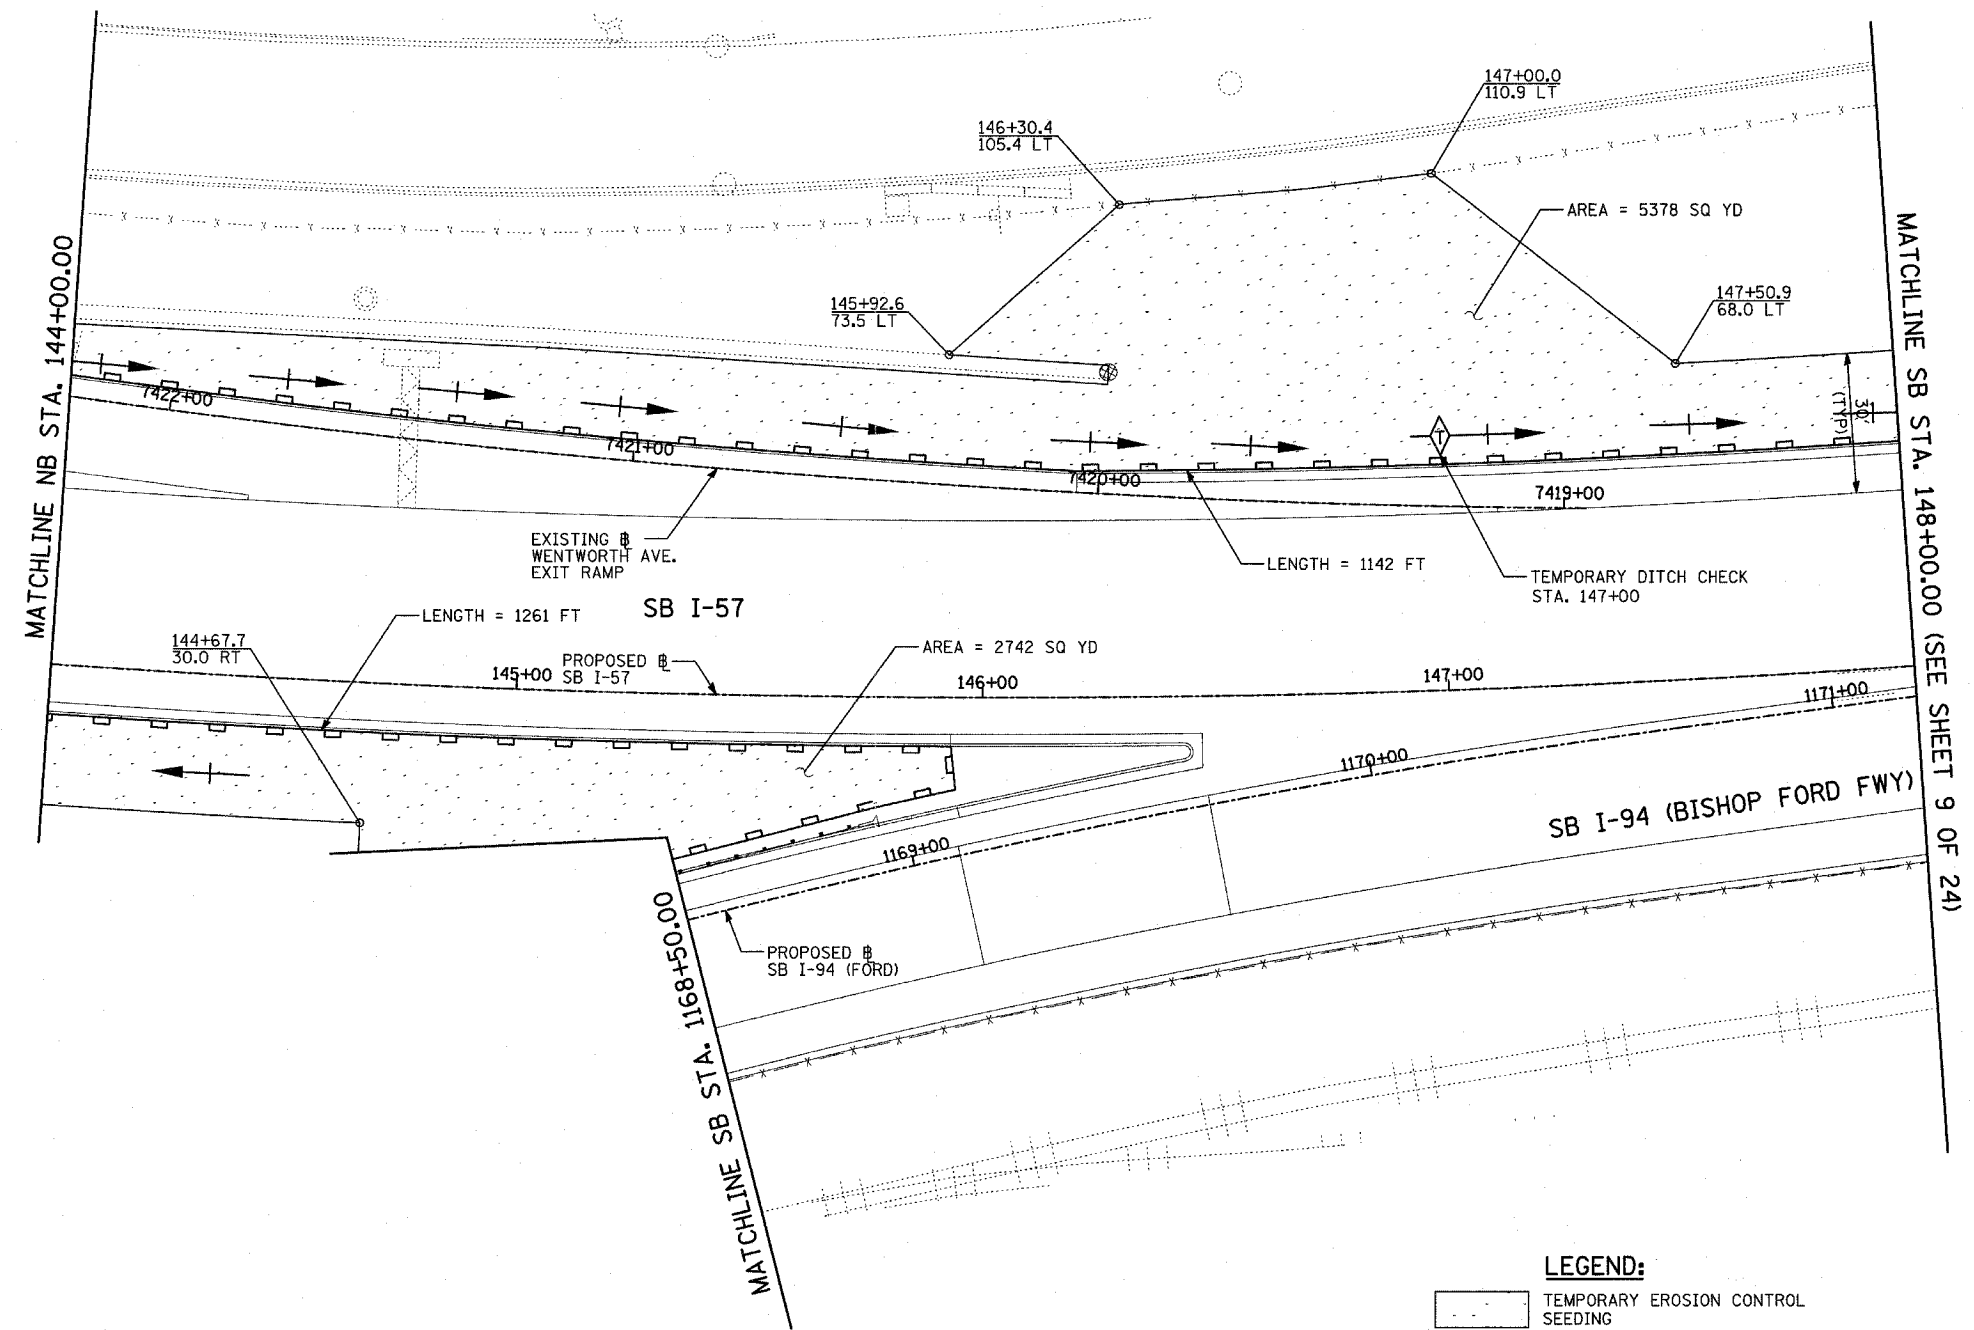 147+00.0
110.9 LT
146+30.4
105.4 LT
AREA = 5378 SQ YD
145+92.6
73.5 LT
147+50.9
68.0 LT
MATCHLINE NB STA. 144+00.00
MATCHLINE SB STA. 148+00.00 (SEE SHEET 9 OF 24)
30'
(TYP)
7422+00
7421+00
7420+00
7419+00
T
EXISTING ℄
WENTWORTH AVE.
EXIT RAMP
LENGTH = 1142 FT
TEMPORARY DITCH CHECK
STA. 147+00
SB I-57
LENGTH = 1261 FT
144+67.7
30.0 RT
AREA = 2742 SQ YD
PROPOSED ℄
SB I-57
145+00
146+00
147+00
1171+00
1170+00
1169+00
SB I-94 (BISHOP FORD FWY)
PROPOSED ℄
SB I-94 (FORD)
MATCHLINE SB STA. 1168+50.00
LEGEND:
TEMPORARY EROSION CONTROL
SEEDING